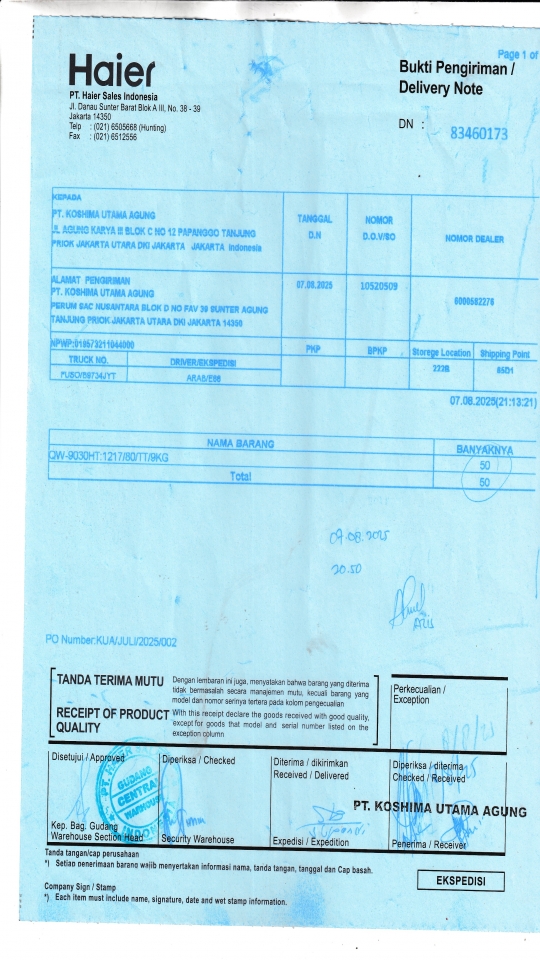 Page 1 of
Haier
Bukti Pengiriman /
Delivery Note
PT. Haier Sales Indonesia
Jl. Danau Sunter Barat Blok A III, No. 38 - 39
Jakarta 14350
Telp : (021) 6505668 (Hunting)
Fax : (021) 6512556
DN : 83460173
KEPADA
PT. KOSHIMA UTAMA AGUNG
JL AGUNG KARYA III BLOK C NO 12 PAPANGGO TANJUNG
PRIOK JAKARTA UTARA DKI JAKARTA JAKARTA Indonesia
TANGGAL
D.N
NOMOR
D.O.V/SO
NOMOR DEALER
ALAMAT PENGIRIMAN
PT. KOSHIMA UTAMA AGUNG
PERUM SAC NUSANTARA BLOK D NO FAV 39 SUNTER AGUNG
TANJUNG PRIOK JAKARTA UTARA DKI JAKARTA 14350
07.08.2025
10520509
NPWP:
PKP
BPKP
Storege Location
Shipping Point
TRUCK NO.
DRIVER/EKSPEDISI
222B
FUSO/B9734JYT
07.08.2025(21:13:21)
NAMA BARANG
BANYAKNYA
QW-9030HT:1217/80/TT/9KG
50
Total
50
09.08.2025
20.50
ARIS
PO Number:KUA/JULI/2025/002
TANDA TERIMA MUTU
Dengan lembaran ini juga, menyatakan bahwa barang yang diterima
tidak bermasalah secara manajemen mutu, kecuali barang yang
model dan nomor serinya tertera pada kolom pengecualian
RECEIPT OF PRODUCT
QUALITY
With this receipt declare the goods received with good quality,
except for goods that model and serial number listed on the
exception column
Perkecualian /
Exception
Disetujui / Approved
Diperiksa / Checked
Diterima / dikirimkan
Received / Delivered
Diperiksa / diterima
Checked / Received
PT. HAIER
GUDANG
CENTRAL
WAREHOUSE
PT. KOSHIMA UTAMA AGUNG
Kep. Bag. Gudang
Warehouse Section Head
Security Warehouse
Expedisi / Expedition
Penerima / Receiver
Tanda tangan/cap perusahaan
*) Setiap penerimaan barang wajib menyertakan informasi nama, tanda tangan, tanggal dan Cap basah.
EKSPEDISI
Company Sign / Stamp
*) Each item must include name, signature, date and wet stamp information.